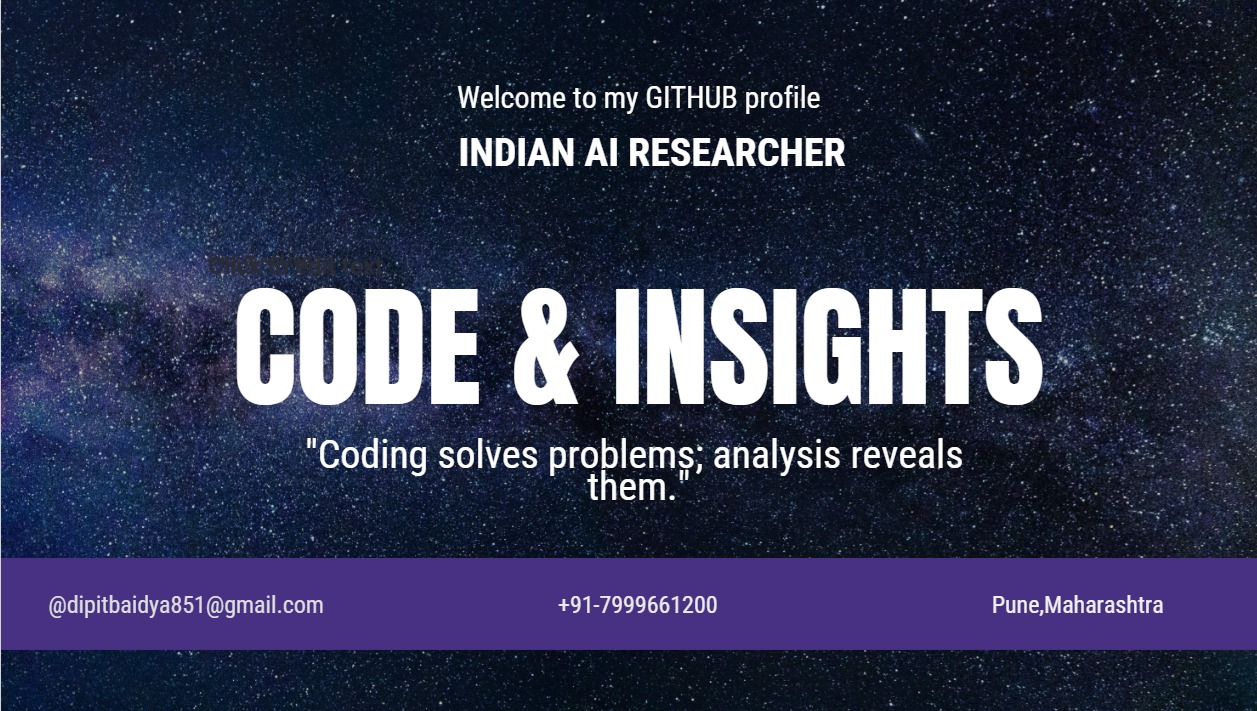 Welcome to my GITHUB profile
INDIAN AI RESEARCHER
CODE & INSIGHTS
"Coding solves problems; analysis reveals
them."
@dipitbaidya851@gmail.com
+91-7999661200
Pune,Maharashtra